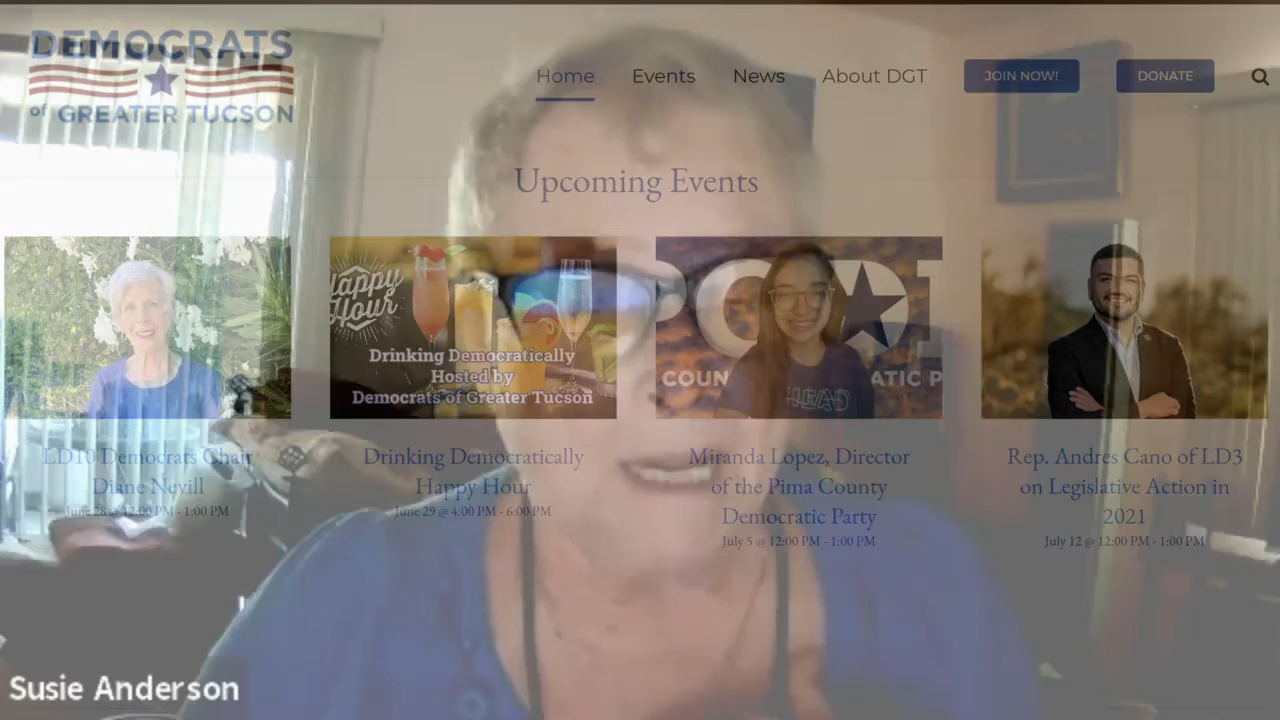 DEMOCRATS
of GREATER TUCSON
Home Events News About DGT JOIN NOW! DONATE
Upcoming Events
Happy
Hour
Drinking Democratically
Hosted by
Democrats of Greater Tucson
COUN
ATIC P
HEAD
LD10 Democrats Chair
Diane Nevill
June 28 @ 12:00 PM - 1:00 PM
Drinking Democratically
Happy Hour
June 29 @ 4:00 PM - 6:00 PM
Miranda Lopez, Director
of the Pima County
Democratic Party
July 5 @ 12:00 PM - 1:00 PM
Rep. Andres Cano of LD3
on Legislative Action in
2021
July 12 @ 12:00 PM - 1:00 PM
Susie Anderson